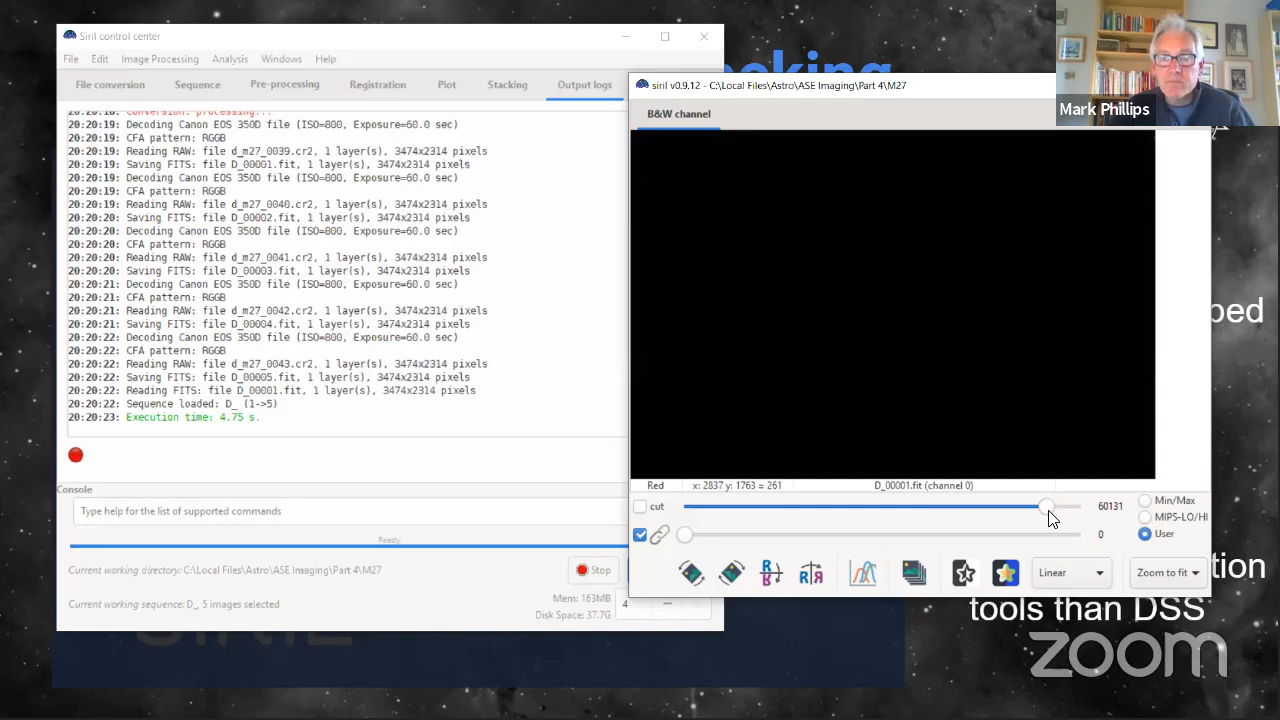 Siril control center
File Edit Image Processing Analysis Windows Help
File conversion Sequence Pre-processing Registration Plot Stacking Output logs
20:20:18: Conversion: processing...
20:20:19: Decoding Canon EOS 350D file (ISO=800, Exposure=60.0 sec)
20:20:19: CFA pattern: RGGB
20:20:19: Reading RAW: file d_m27_0039.cr2, 1 layer(s), 3474x2314 pixels
20:20:19: Saving FITS: file D_00001.fit, 1 layer(s), 3474x2314 pixels
20:20:19: Decoding Canon EOS 350D file (ISO=800, Exposure=60.0 sec)
20:20:19: CFA pattern: RGGB
20:20:19: Reading RAW: file d_m27_0040.cr2, 1 layer(s), 3474x2314 pixels
20:20:20: Saving FITS: file D_00002.fit, 1 layer(s), 3474x2314 pixels
20:20:20: Decoding Canon EOS 350D file (ISO=800, Exposure=60.0 sec)
20:20:20: CFA pattern: RGGB
20:20:20: Reading RAW: file d_m27_0041.cr2, 1 layer(s), 3474x2314 pixels
20:20:20: Saving FITS: file D_00003.fit, 1 layer(s), 3474x2314 pixels
20:20:21: Decoding Canon EOS 350D file (ISO=800, Exposure=60.0 sec)
20:20:21: CFA pattern: RGGB
20:20:21: Reading RAW: file d_m27_0042.cr2, 1 layer(s), 3474x2314 pixels
20:20:21: Saving FITS: file D_00004.fit, 1 layer(s), 3474x2314 pixels
20:20:22: Decoding Canon EOS 350D file (ISO=800, Exposure=60.0 sec)
20:20:22: CFA pattern: RGGB
20:20:22: Reading RAW: file d_m27_0043.cr2, 1 layer(s), 3474x2314 pixels
20:20:22: Saving FITS: file D_00005.fit, 1 layer(s), 3474x2314 pixels
20:20:22: Reading FITS: file D_00001.fit, 1 layer(s), 3474x2314 pixels
20:20:22: Sequence loaded: D_ (1->5)
20:20:23: Execution time: 4.75 s.
Console
Type help for the list of supported commands
Ready.
Current working directory: C:\Local Files\Astro\ASE Imaging\Part 4\M27
Stop
Current working sequence: D_, 5 images selected
Mem: 163MB
Disk Space: 37.7G
4
siril v0.9.12 - C:\Local Files\Astro\ASE Imaging\Part 4\M27
B&W channel
Red x: 2837 y: 1763 = 261 D_00001.fit (channel 0)
cut 60131 Min/Max
MIPS-LO/HI
0 User
Linear Zoom to fit
Mark Phillips
tools than DSS
zoom